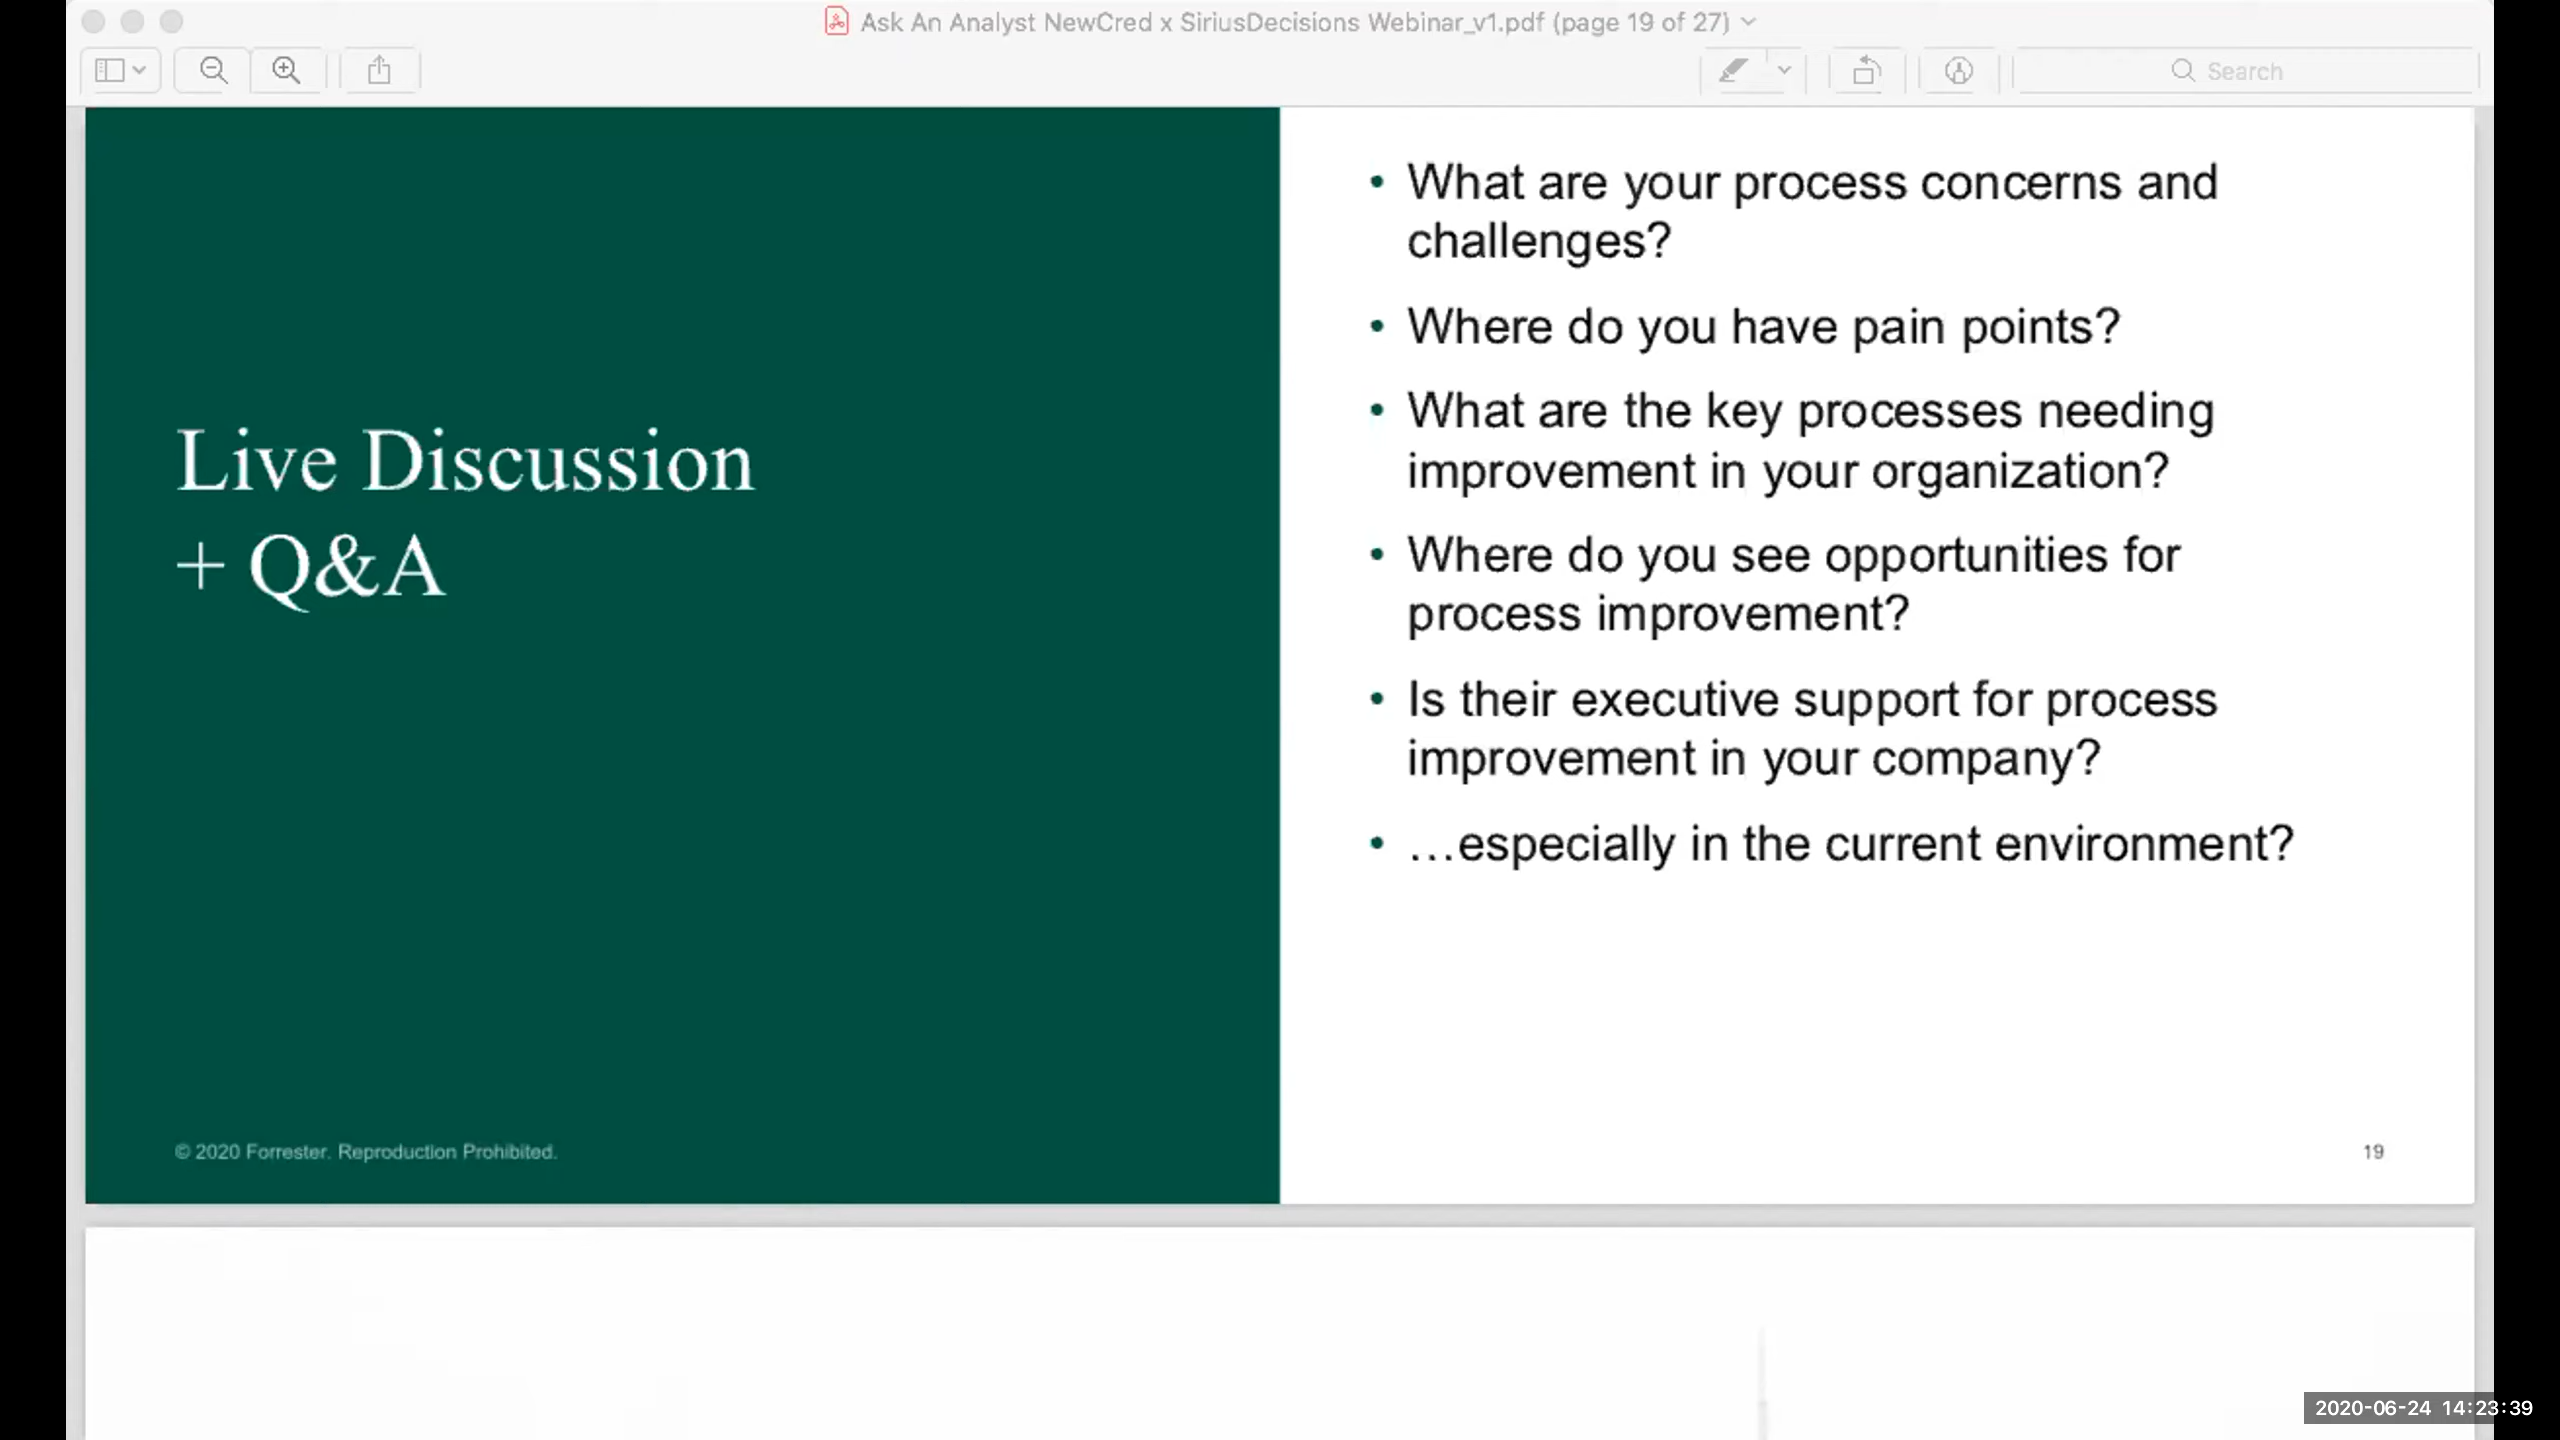 Ask An Analyst NewCred x SiriusDecisions Webinar_v1.pdf (page 19 of 27)
Search
Live Discussion
+ Q&A
• What are your process concerns and
challenges?
• Where do you have pain points?
• What are the key processes needing
improvement in your organization?
• Where do you see opportunities for
process improvement?
• Is their executive support for process
improvement in your company?
• …especially in the current environment?
© 2020 Forrester. Reproduction Prohibited.
19
2020-06-24 14:23:39